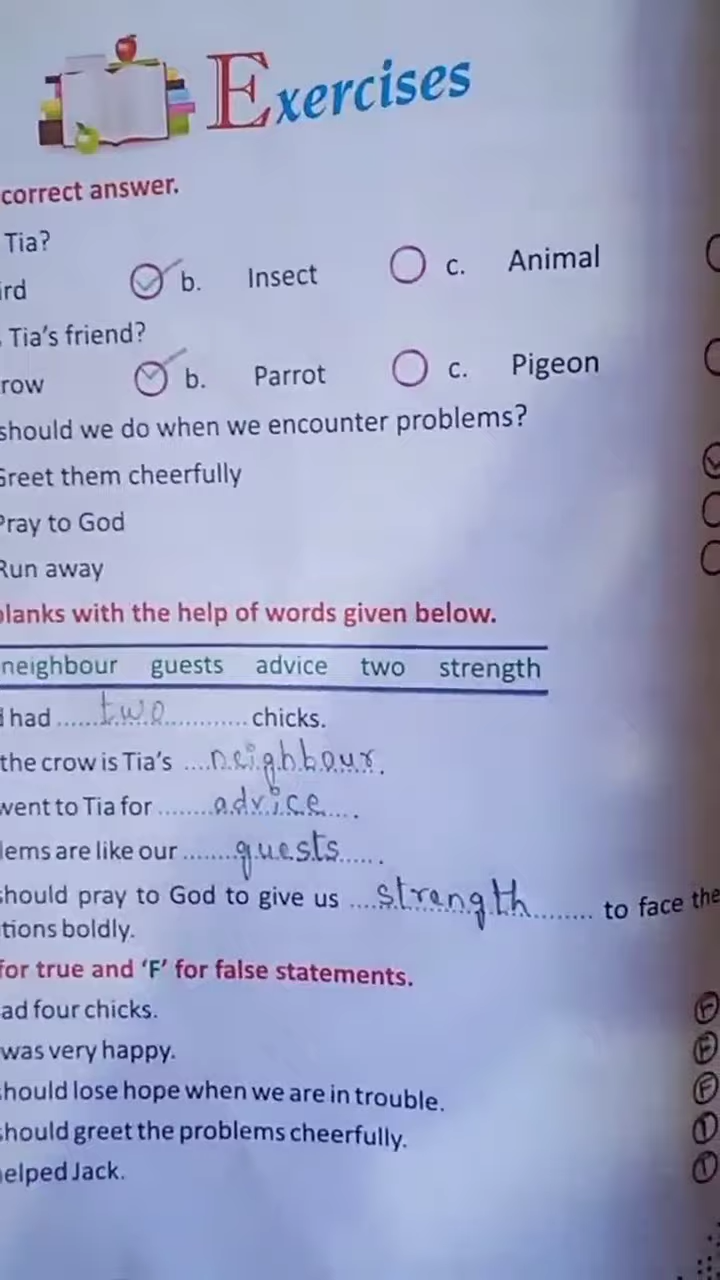 Exercises
correct answer.
Tia?
ird b. Insect c. Animal
Tia's friend?
row b. Parrot c. Pigeon
should we do when we encounter problems?
Greet them cheerfully
Pray to God
Run away
blanks with the help of words given below.
neighbour guests advice two strength
had ......two............ chicks.
the crow is Tia's ....neighbour.
went to Tia for .......advice.... .
lems are like our .......guests..... .
should pray to God to give us ....strength........ to face the
tions boldly.
for true and 'F' for false statements.
ad four chicks. F
was very happy. F
should lose hope when we are in trouble. F
should greet the problems cheerfully. T
elped Jack. T